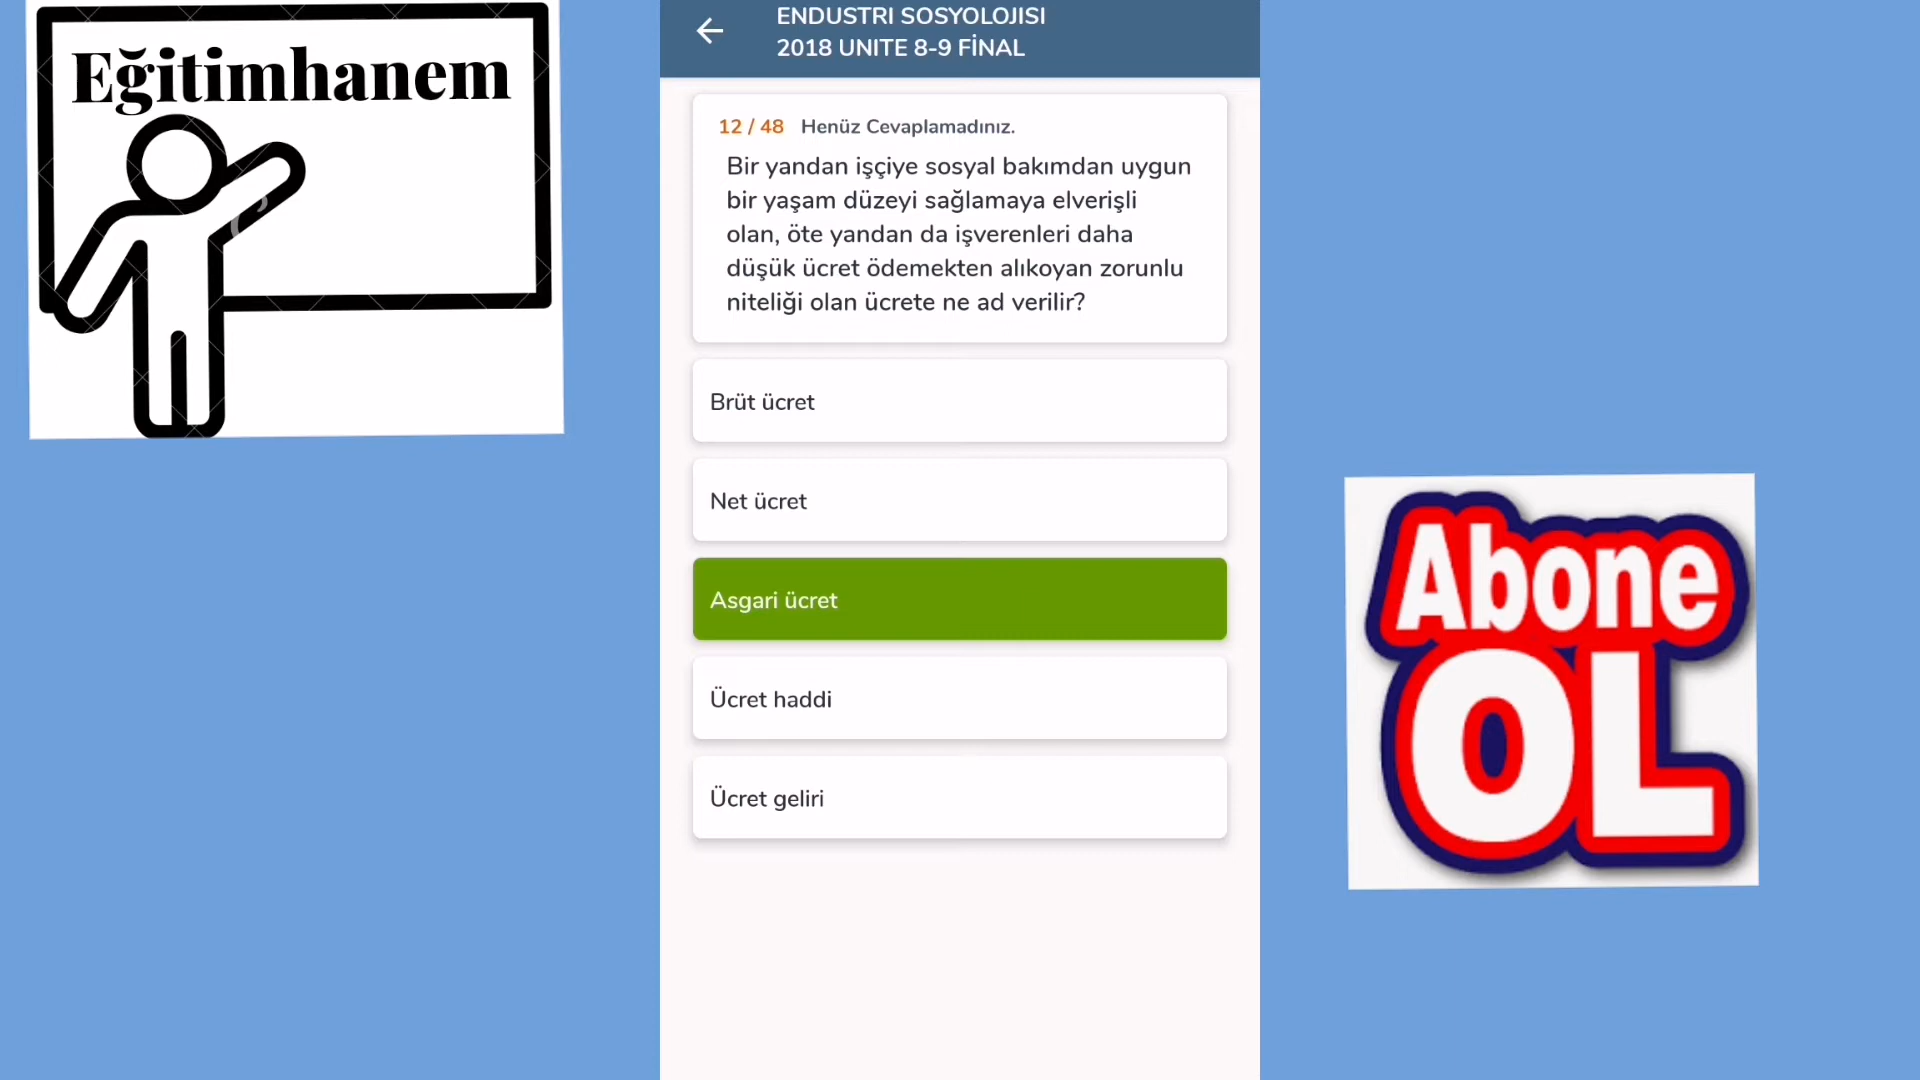 Eğitimhanem
ENDUSTRI SOSYOLOJISI
2018 UNITE 8-9 FİNAL
12 / 48 Henüz Cevaplamadınız.
Bir yandan işçiye sosyal bakımdan uygun
bir yaşam düzeyi sağlamaya elverişli
olan, öte yandan da işverenleri daha
düşük ücret ödemekten alıkoyan zorunlu
niteliği olan ücrete ne ad verilir?
Brüt ücret
Net ücret
Asgari ücret
Ücret haddi
Ücret geliri
Abone
OL